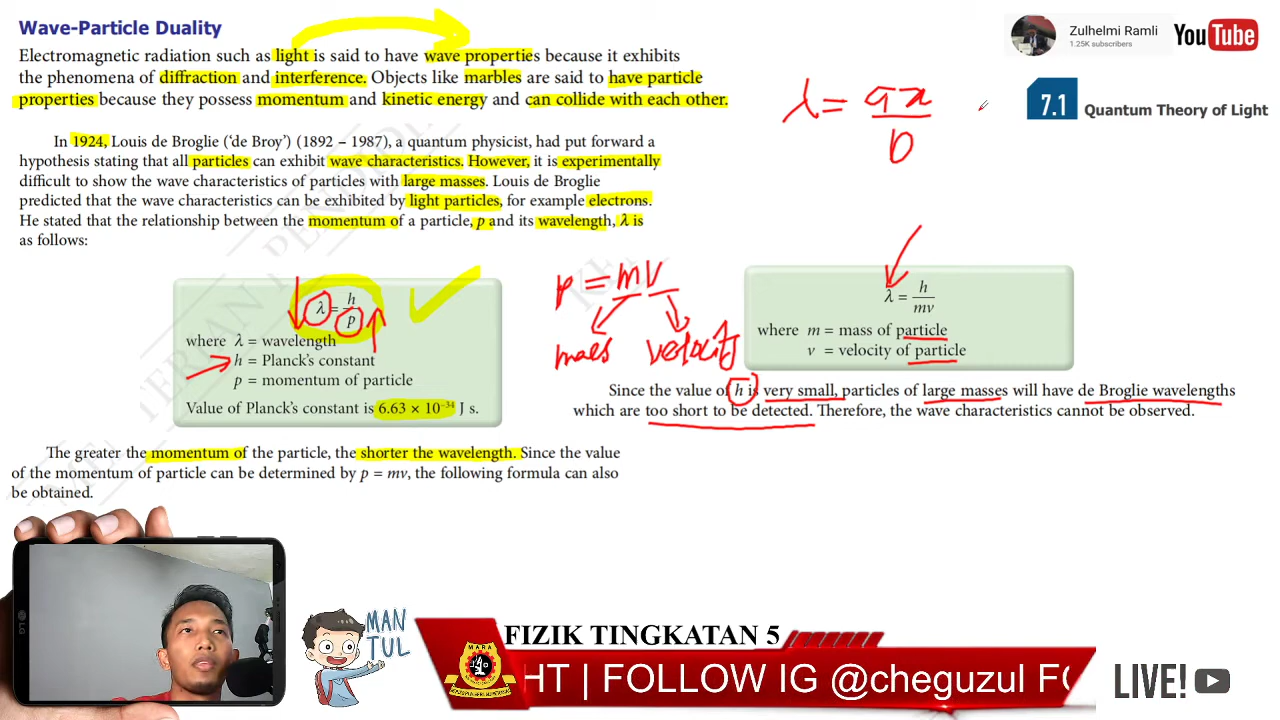 Wave-Particle Duality
Electromagnetic radiation such as light is said to have wave properties because it exhibits
the phenomena of diffraction and interference. Objects like marbles are said to have particle
properties because they possess momentum and kinetic energy and can collide with each other.
In 1924, Louis de Broglie (‘de Broy’) (1892 – 1987), a quantum physicist, had put forward a
hypothesis stating that all particles can exhibit wave characteristics. However, it is experimentally
difficult to show the wave characteristics of particles with large masses. Louis de Broglie
predicted that the wave characteristics can be exhibited by light particles, for example electrons.
He stated that the relationship between the momentum of a particle, p and its wavelength, λ is
as follows:
λ = h/p
where λ = wavelength
h = Planck's constant
p = momentum of particle
Value of Planck's constant is 6.63 × 10⁻³⁴ J s.
The greater the momentum of the particle, the shorter the wavelength. Since the value
of the momentum of particle can be determined by p = mv, the following formula can also
be obtained.
Zulhelmi Ramli
1.25K subscribers
YouTube
7.1 Quantum Theory of Light
λ = ax/D
p = mv
mass velocity
λ = h/mv
where m = mass of particle
v = velocity of particle
Since the value of h is very small, particles of large masses will have de Broglie wavelengths
which are too short to be detected. Therefore, the wave characteristics cannot be observed.
LG
MAN
TUL
MARA
FIZIK TINGKATAN 5
HT | FOLLOW IG @cheguzul FO
LIVE!